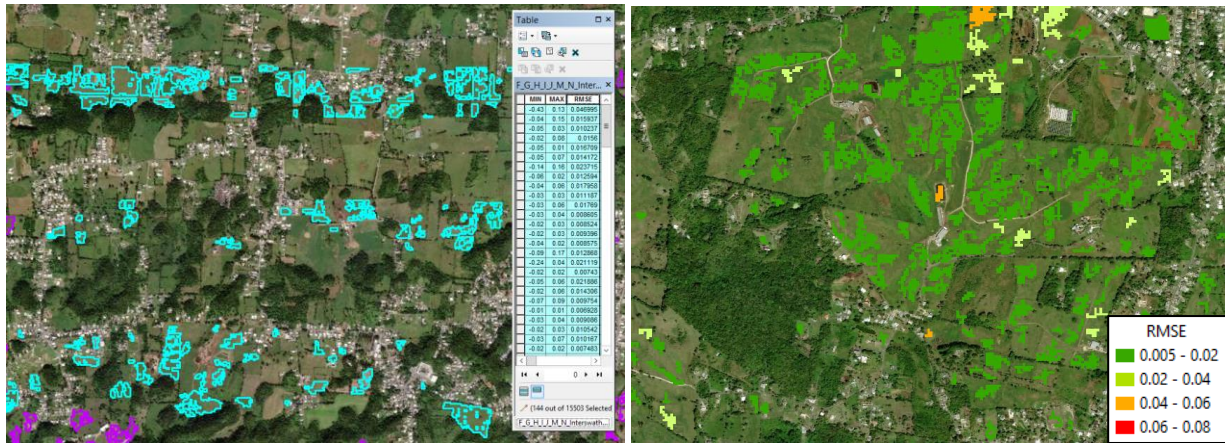 Table
F_G_H_I_J_M_N_Inter...
MIN MAX RMSE
-0.43 0.13 0.046995
-0.04 0.15 0.015937
-0.05 0.03 0.010237
-0.02 0.08 0.0156
-0.05 0.01 0.016709
-0.05 0.07 0.014172
-0.14 0.16 0.023715
-0.06 0.02 0.012594
-0.04 0.06 0.017958
-0.03 0.03 0.011187
-0.03 0.06 0.01769
-0.03 0.04 0.008605
-0.02 0.03 0.008524
-0.02 0.03 0.009396
-0.04 0.02 0.008575
-0.09 0.17 0.012868
-0.24 0.04 0.021119
-0.02 0.02 0.00743
-0.05 0.06 0.021886
-0.02 0.06 0.014306
-0.07 0.09 0.009754
-0.01 0.01 0.006928
-0.03 0.04 0.009086
-0.02 0.03 0.010542
-0.03 0.07 0.010167
-0.02 0.02 0.007463
0
(144 out of 15503 Selected
F_G_H_I_J_M_N_Interswath...
RMSE
0.005 - 0.02
0.02 - 0.04
0.04 - 0.06
0.06 - 0.08